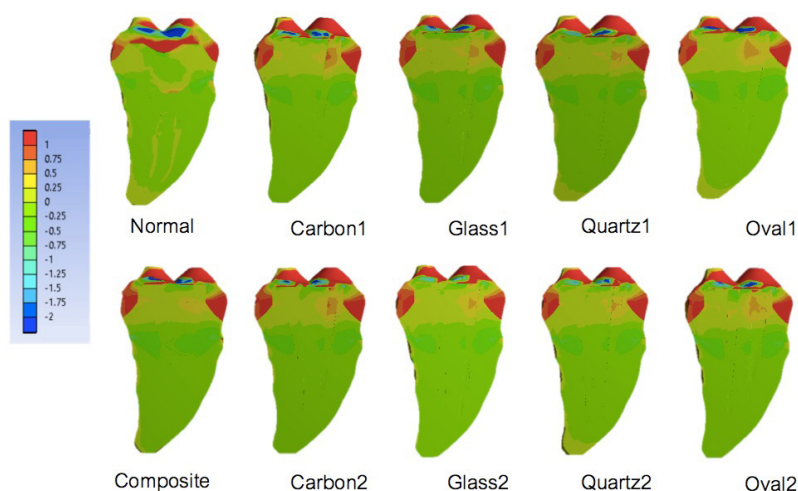 Normal
Carbon1
Glass1
Quartz1
Oval1
1
0.75
0.5
0.25
0
-0.25
-0.5
-0.75
-1
-1.25
-1.5
-1.75
-2
Composite
Carbon2
Glass2
Quartz2
Oval2